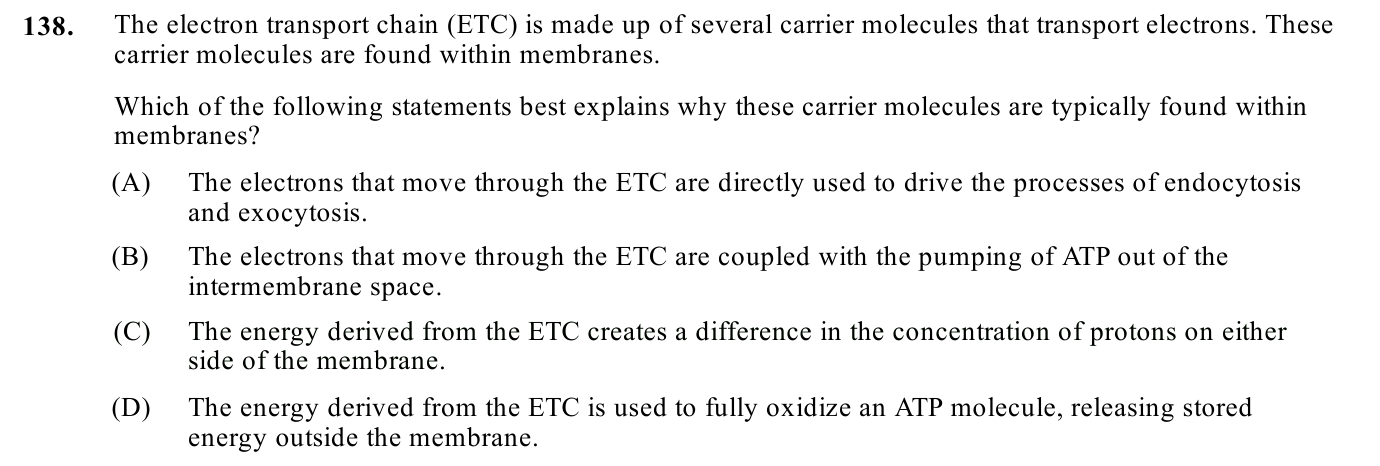 138. The electron transport chain (ETC) is made up of several carrier molecules that transport electrons. These
carrier molecules are found within membranes.
Which of the following statements best explains why these carrier molecules are typically found within
membranes?
(A) The electrons that move through the ETC are directly used to drive the processes of endocytosis
and exocytosis.
(B) The electrons that move through the ETC are coupled with the pumping of ATP out of the
intermembrane space.
(C) The energy derived from the ETC creates a difference in the concentration of protons on either
side of the membrane.
(D) The energy derived from the ETC is used to fully oxidize an ATP molecule, releasing stored
energy outside the membrane.